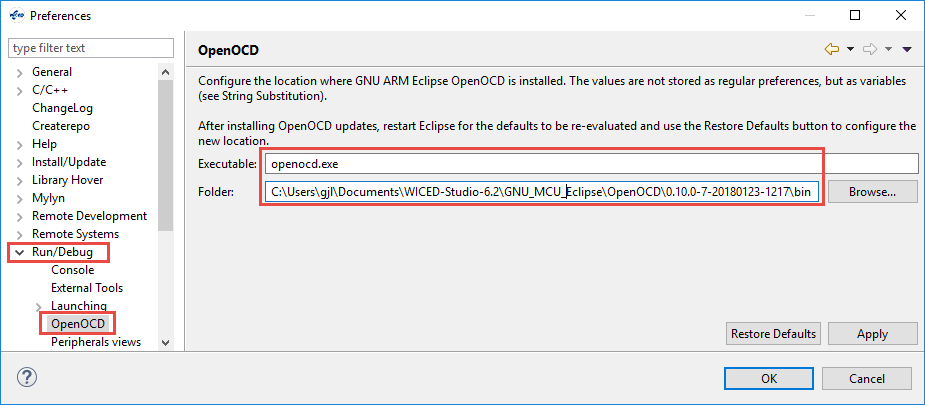 Preferences
type filter text
General
C/C++
ChangeLog
Createrepo
Help
Install/Update
Library Hover
Mylyn
Remote Development
Remote Systems
Run/Debug
Console
External Tools
Launching
OpenOCD
Peripherals views
OpenOCD
Configure the location where GNU ARM Eclipse OpenOCD is installed. The values are not stored as regular preferences, but as variables
(see String Substitution).
After installing OpenOCD updates, restart Eclipse for the defaults to be re-evaluated and use the Restore Defaults button to configure the
new location.
Executable: openocd.exe
Folder: C:\Users\gjl\Documents\WICED-Studio-6.2\GNU_MCU_Eclipse\OpenOCD\0.10.0-7-20180123-1217\bin Browse...
Restore Defaults Apply
? OK Cancel